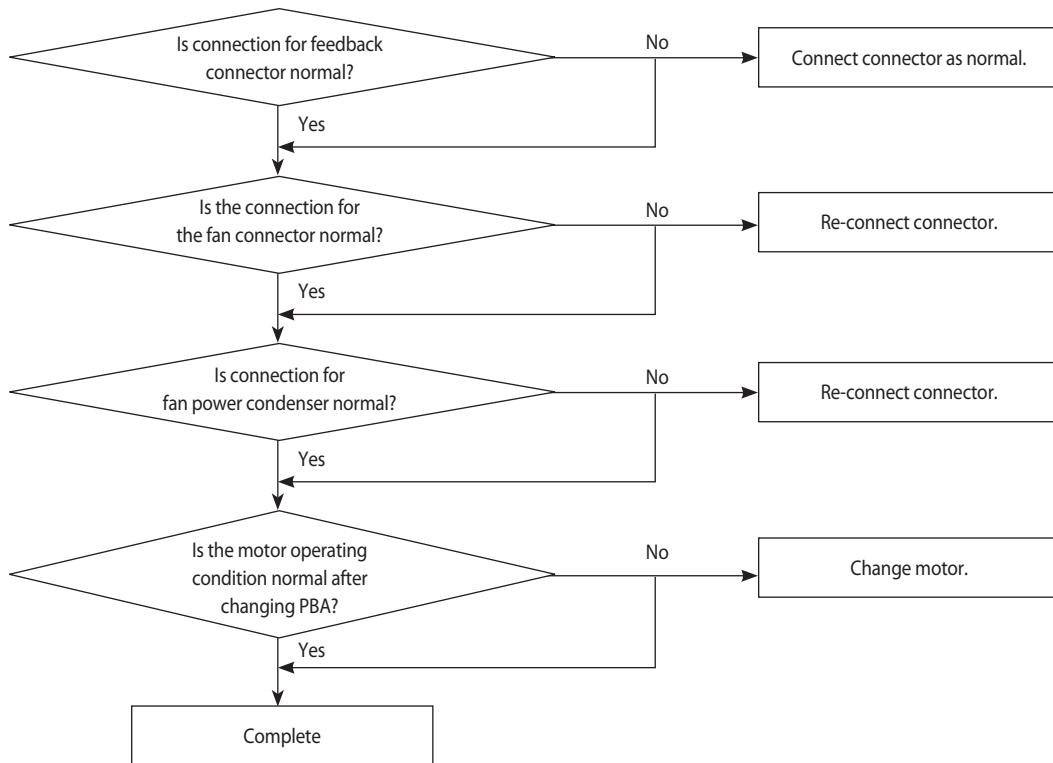 Is connection for feedback
connector normal?
No
Connect connector as normal.
Yes
Is the connection for
the fan connector normal?
No
Re-connect connector.
Yes
Is connection for
fan power condenser normal?
No
Re-connect connector.
Yes
Is the motor operating
condition normal after
changing PBA?
No
Change motor.
Yes
Complete